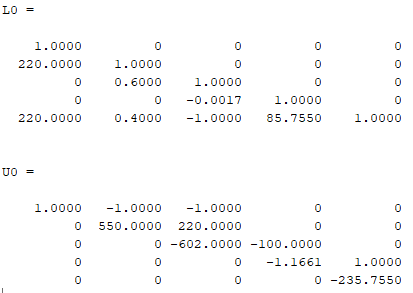 L0 =
1.0000 0 0 0 0
220.0000 1.0000 0 0 0
0 0.6000 1.0000 0 0
0 0 -0.0017 1.0000 0
220.0000 0.4000 -1.0000 85.7550 1.0000
U0 =
1.0000 -1.0000 -1.0000 0 0
0 550.0000 220.0000 0 0
0 0 -602.0000 -100.0000 0
0 0 0 -1.1661 1.0000
0 0 0 0 -235.7550